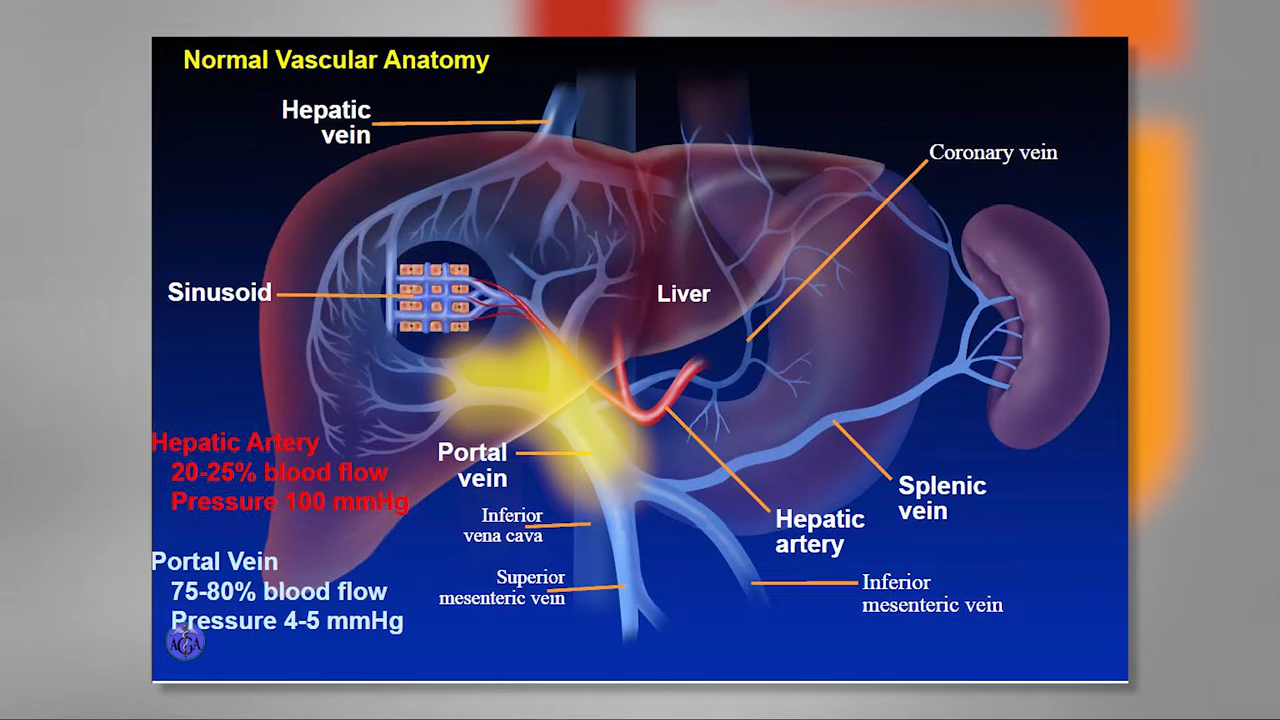 Normal Vascular Anatomy
Hepatic
vein
Coronary vein
Sinusoid
Liver
Hepatic Artery
20-25% blood flow
Pressure 100 mmHg
Portal
vein
Splenic
vein
Inferior
vena cava
Hepatic
artery
Portal Vein
75-80% blood flow
Pressure 4-5 mmHg
Superior
mesenteric vein
Inferior
mesenteric vein
AGA